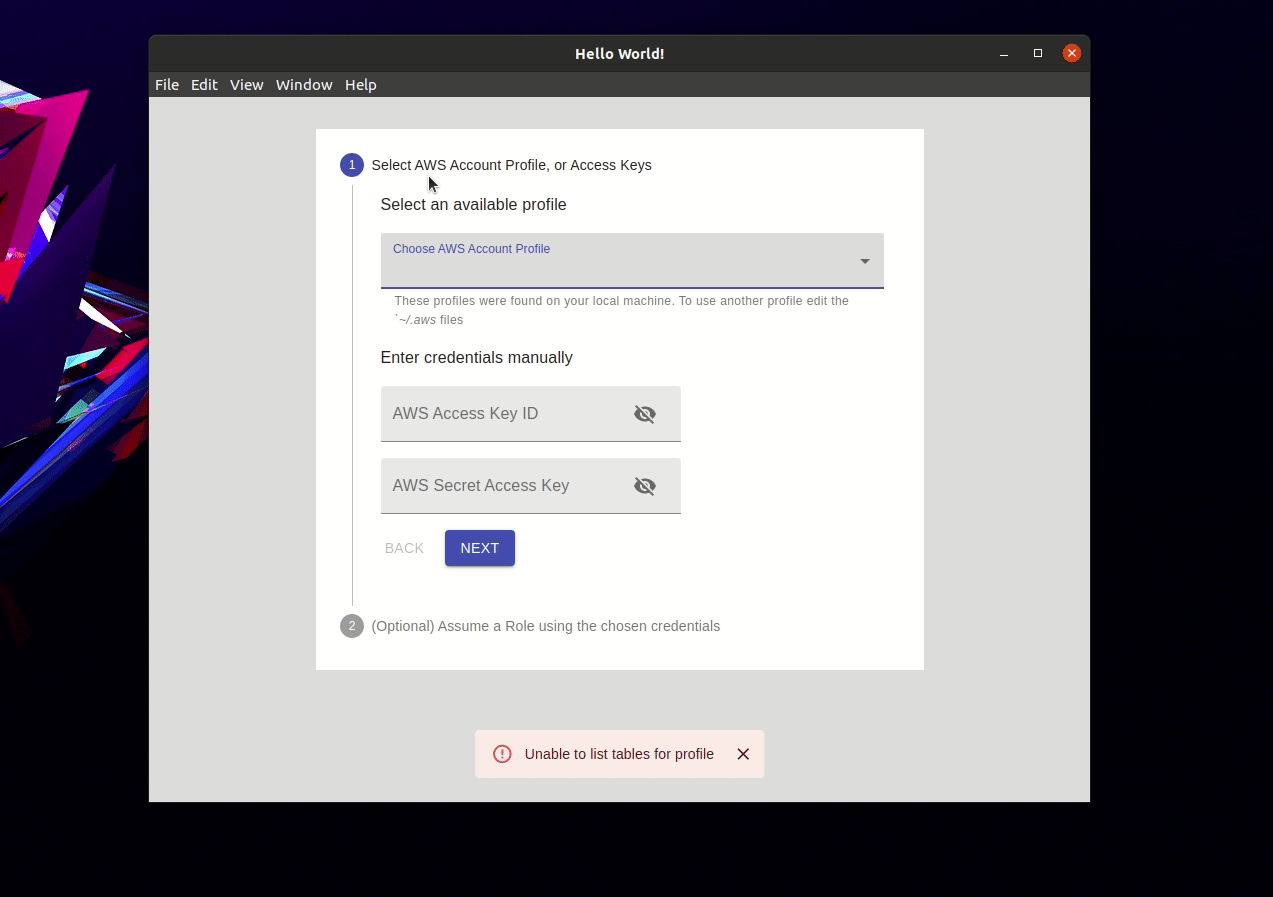 Hello World!
File Edit View Window Help
1 Select AWS Account Profile, or Access Keys
Select an available profile
Choose AWS Account Profile
These profiles were found on your local machine. To use another profile edit the
`~/.aws files
Enter credentials manually
AWS Access Key ID
AWS Secret Access Key
BACK NEXT
2 (Optional) Assume a Role using the chosen credentials
Unable to list tables for profile